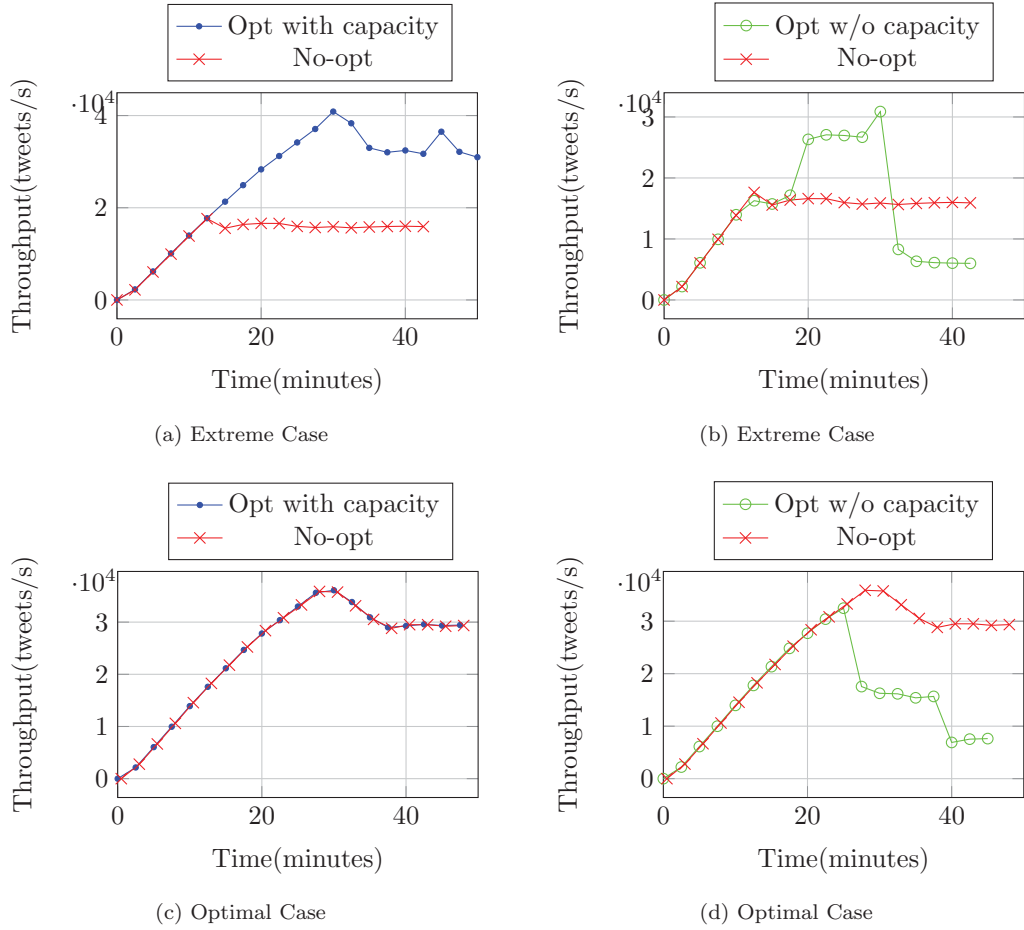 Opt with capacity
No-opt
·10⁴
4
2
0
0 20 40
Throughput(tweets/s)
Time(minutes)
(a) Extreme Case
Opt w/o capacity
No-opt
·10⁴
3
2
1
0
0 20 40
Throughput(tweets/s)
Time(minutes)
(b) Extreme Case
Opt with capacity
No-opt
·10⁴
3
2
1
0
0 20 40
Throughput(tweets/s)
Time(minutes)
(c) Optimal Case
Opt w/o capacity
No-opt
·10⁴
3
2
1
0
0 20 40
Throughput(tweets/s)
Time(minutes)
(d) Optimal Case